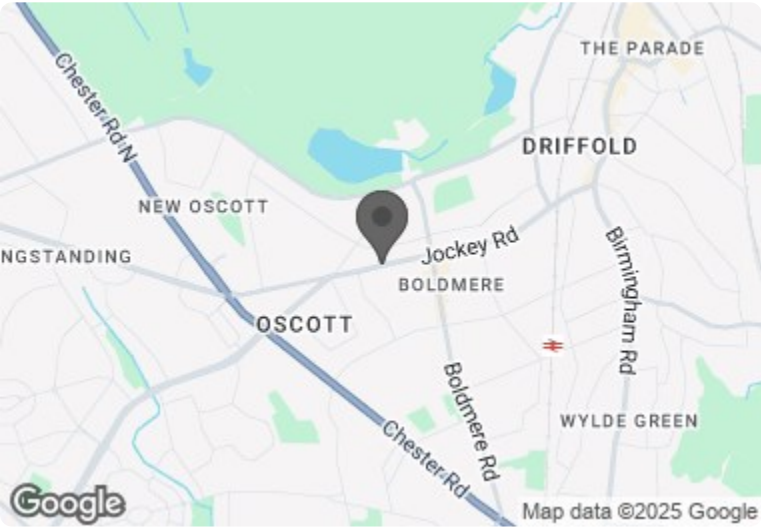 THE PARADE
Chester Rd N
DRIFFOLD
NEW OSCOTT
Jockey Rd
NGSTANDING
BOLDMERE
Birmingham Rd
OSCOTT
Boldmere Rd
WYLDE GREEN
Chester Rd
Google
Map data ©2025 Google